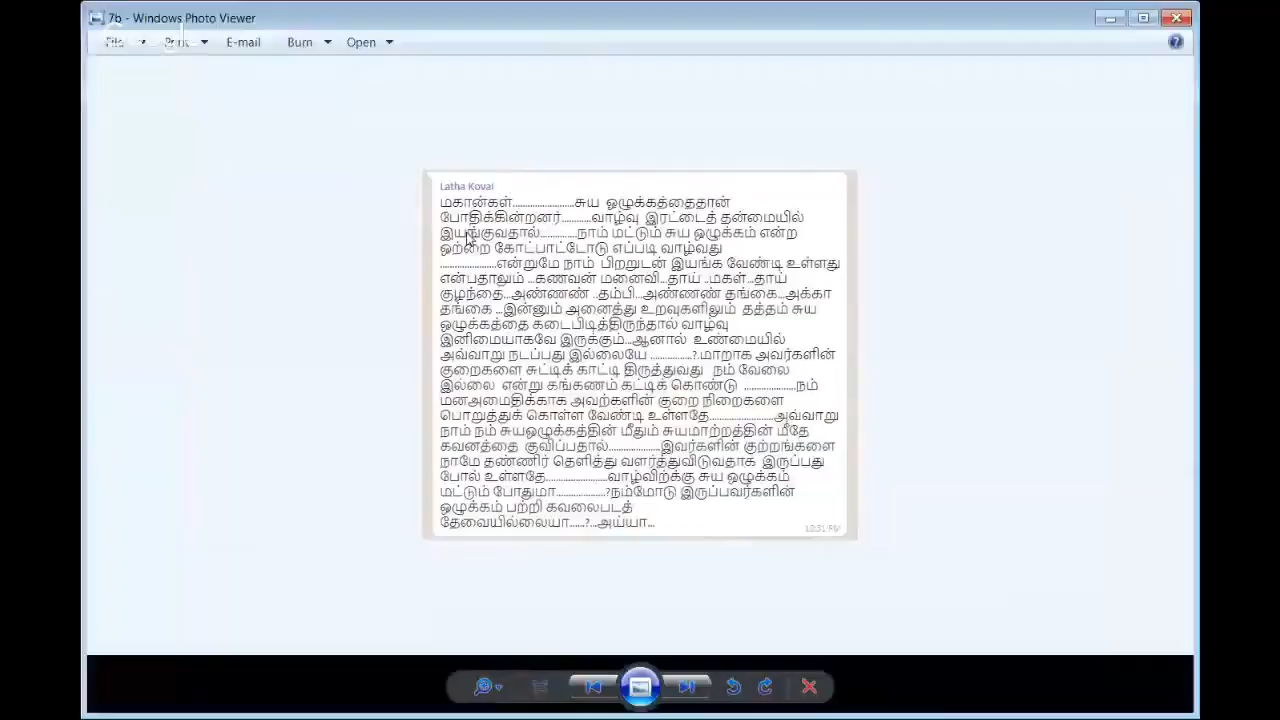 7b - Windows Photo Viewer
File Print E-mail Burn Open
Latha Kovai
மகான்கள்.......................சுய ஒழுக்கத்தைதான்
போதிக்கின்றனர்...........வாழ்வு இரட்டைத் தன்மையில்
இயங்குவதால்..............நாம் மட்டும் சுய ஒழுக்கம் என்ற
ஒற்றை கோட்பாட்டோடு எப்படி வாழ்வது
.....................என்றுமே நாம் பிறறுடன் இயங்க வேண்டி உள்ளது
என்பதாலும் ...கணவன் மனைவி...தாய் ..மகள்...தாய்
குழந்தை...அண்ணண் ..தம்பி...அண்ணண் தங்கை...அக்கா
தங்கை ...இன்னும் அனைத்து உறவுகளிலும் தத்தம் சுய
ஒழுக்கத்தை கடைபிடித்திருந்தால் வாழ்வு
இனிமையாகவே இருக்கும்...ஆனால் உண்மையில்
அவ்வாறு நடப்பது இல்லையே ................?.மாறாக அவர்களின்
குறைகளை சுட்டிக் காட்டி திருத்துவது நம் வேலை
இல்லை என்று கங்கணம் கட்டிக் கொண்டு ...................நம்
மனஅமைதிக்காக அவற்களின் குறை நிறைகளை
பொறுத்துக் கொள்ள வேண்டி உள்ளதே........................அவ்வாறு
நாம் நம் சுயஒழுக்கத்தின் மீதும் சுயமாற்றத்தின் மீதே
கவனத்தை குவிப்பதால்....................இவர்களின் குற்றங்களை
நாமே தண்ணிர் தெளித்து வளர்த்துவிடுவதாக இருப்பது
போல் உள்ளதே.......................வாழ்விற்க்கு சுய ஒழுக்கம்
மட்டும் போதுமா...................?நம்மோடு இருப்பவர்களின்
ஒழுக்கம் பற்றி கவலைபடத்
தேவையில்லையா......?...அய்யா...